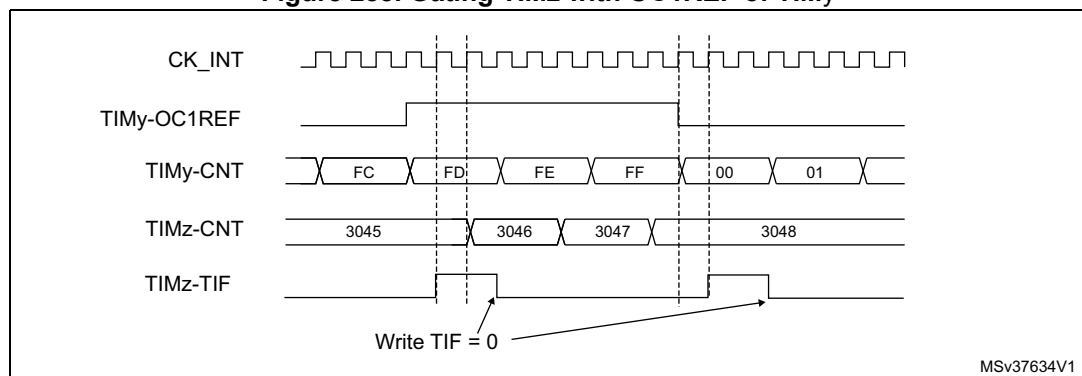 Figure 285. Gating TIMz with OC1REF of TIMy
CK_INT
TIMy-OC1REF
TIMy-CNT FC FD FE FF 00 01
TIMz-CNT 3045 3046 3047 3048
TIMz-TIF
Write TIF = 0
MSv37634V1